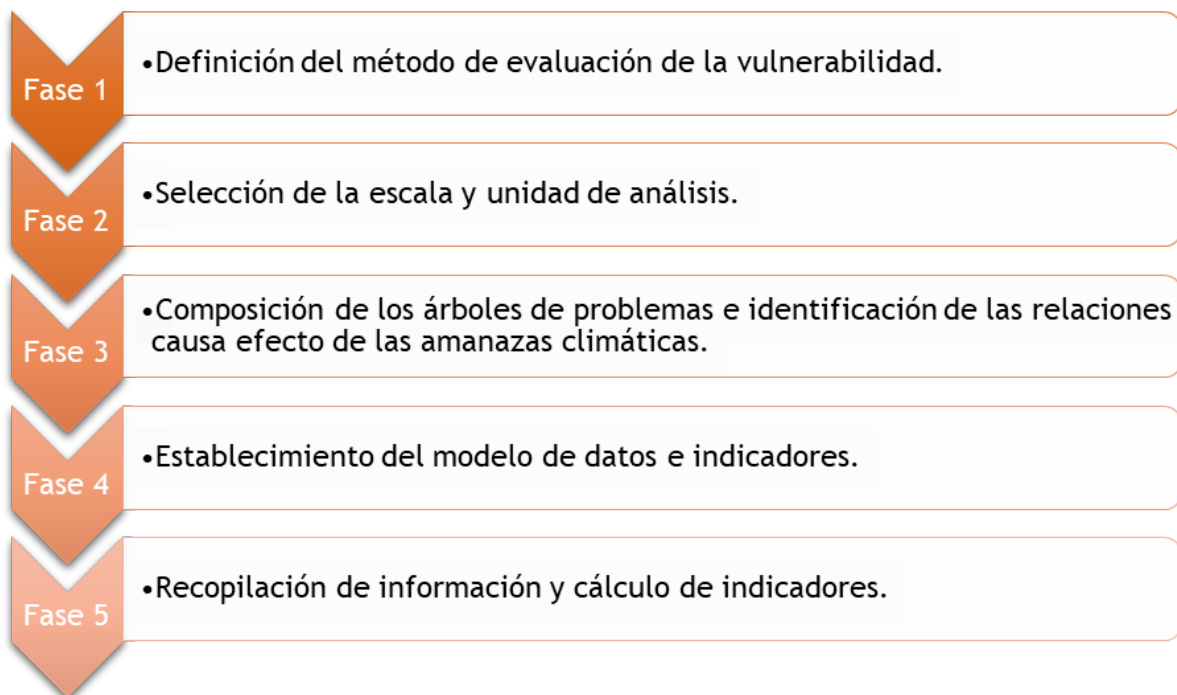 Fase 1
•Definición del método de evaluación de la vulnerabilidad.
Fase 2
•Selección de la escala y unidad de análisis.
Fase 3
•Composición de los árboles de problemas e identificación de las relaciones
causa efecto de las amanazas climáticas.
Fase 4
•Establecimiento del modelo de datos e indicadores.
Fase 5
•Recopilación de información y cálculo de indicadores.